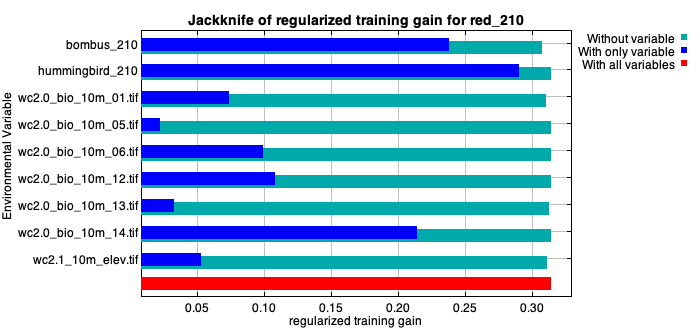 Jackknife of regularized training gain for red_210
Without variable
With only variable
With all variables
Environmental Variable
bombus_210
hummingbird_210
wc2.0_bio_10m_01.tif
wc2.0_bio_10m_05.tif
wc2.0_bio_10m_06.tif
wc2.0_bio_10m_12.tif
wc2.0_bio_10m_13.tif
wc2.0_bio_10m_14.tif
wc2.1_10m_elev.tif
0.05 0.10 0.15 0.20 0.25 0.30
regularized training gain